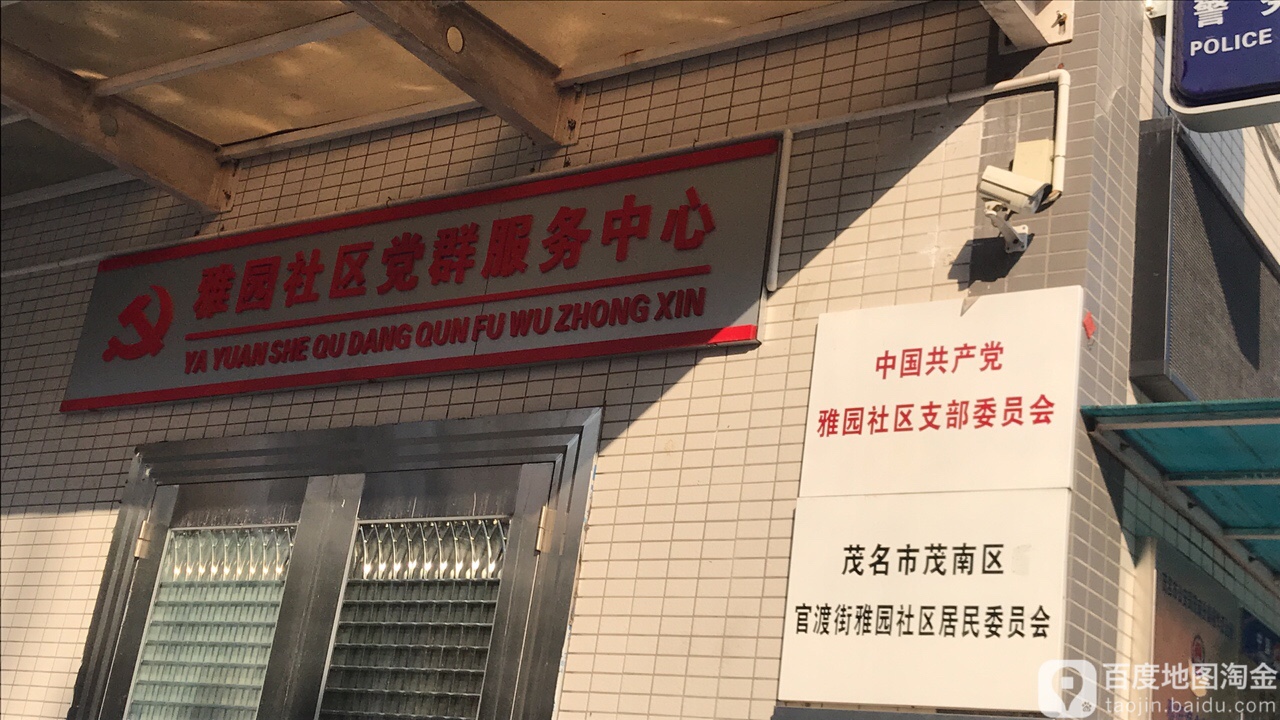 雅园社区党群服务中心
YA YUAN SHE QU DANG QUN FU WU ZHONG XIN
中国共产党
雅园社区支部委员会
茂名市茂南区
官渡街雅园社区居民委员会
警
POLICE
百度地图淘金
taojin.baidu.com